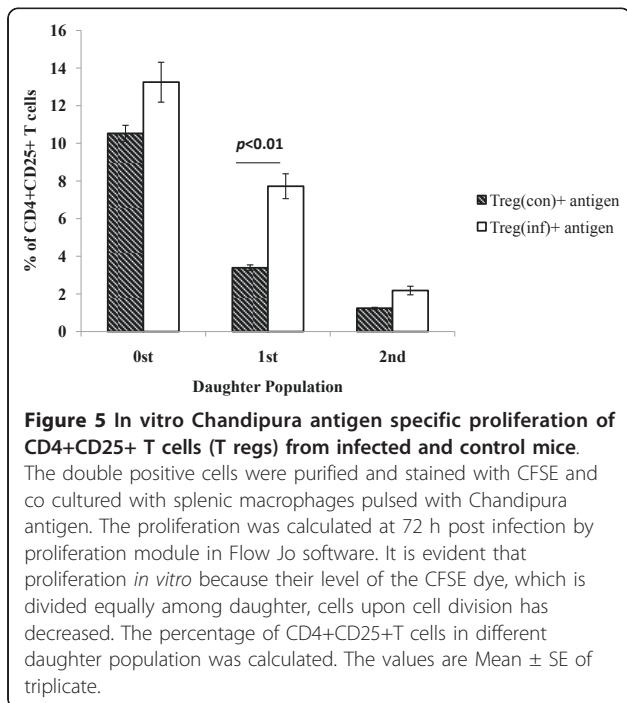 16
14
12
10
8
6
4
2
0
% of CD4+CD25+ T cells
p<0.01
Treg(con)+ antigen
Treg(inf)+ antigen
0st 1st 2nd
Daughter Population
Figure 5 In vitro Chandipura antigen specific proliferation of
CD4+CD25+ T cells (T regs) from infected and control mice.
The double positive cells were purified and stained with CFSE and
co cultured with splenic macrophages pulsed with Chandipura
antigen. The proliferation was calculated at 72 h post infection by
proliferation module in Flow Jo software. It is evident that
proliferation in vitro because their level of the CFSE dye, which is
divided equally among daughter, cells upon cell division has
decreased. The percentage of CD4+CD25+T cells in different
daughter population was calculated. The values are Mean ± SE of
triplicate.